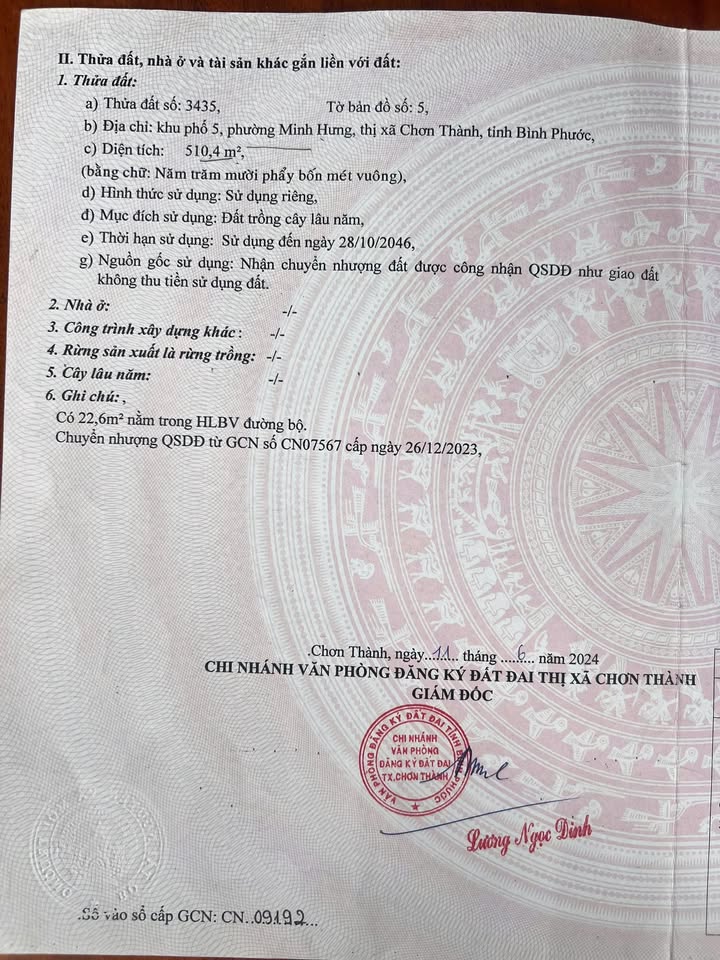 II. Thửa đất, nhà ở và tài sản khác gắn liền với đất:
1. Thửa đất:
a) Thửa đất số: 3435, Tờ bản đồ số: 5,
b) Địa chỉ: khu phố 5, phường Minh Hưng, thị xã Chơn Thành, tỉnh Bình Phước,
c) Diện tích: 510,4 m²,
(bằng chữ: Năm trăm mười phẩy bốn mét vuông),
d) Hình thức sử dụng: Sử dụng riêng,
đ) Mục đích sử dụng: Đất trồng cây lâu năm,
e) Thời hạn sử dụng: Sử dụng đến ngày 28/10/2046,
g) Nguồn gốc sử dụng: Nhận chuyển nhượng đất được công nhận QSDĐ như giao đất
không thu tiền sử dụng đất.
2. Nhà ở: -/-
3. Công trình xây dựng khác : -/-
4. Rừng sản xuất là rừng trồng: -/-
5. Cây lâu năm: -/-
6. Ghi chú: ,
Có 22,6m² nằm trong HLBV đường bộ.
Chuyển nhượng QSDĐ từ GCN số CN07567 cấp ngày 26/12/2023,
.Chơn Thành, ngày..11.. tháng ...6... năm 2024
CHI NHÁNH VĂN PHÒNG ĐĂNG KÝ ĐẤT ĐAI THỊ XÃ CHƠN THÀNH
GIÁM ĐỐC
VĂN PHÒNG ĐĂNG KÝ ĐẤT ĐAI TỈNH BÌNH PHƯỚC
CHI NHÁNH
VĂN PHÒNG
ĐĂNG KÝ ĐẤT ĐAI
TX.CHƠN THÀNH
Lương Ngọc Dinh
.Số vào sổ cấp GCN: CN..09192...